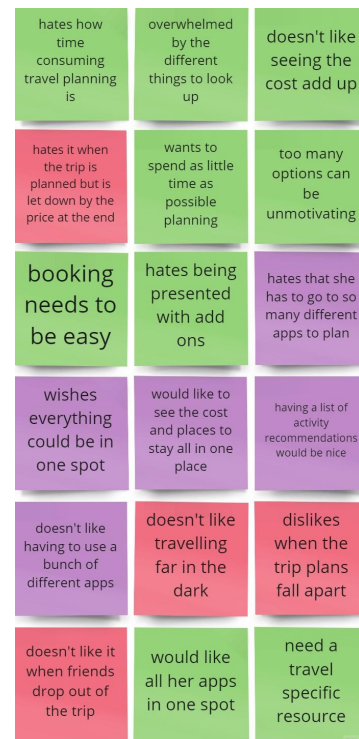 hates how
time
consuming
travel planning
is
overwhelmed
by the
different
things to look
up
doesn't like
seeing the
cost add up
hates it when
the trip is
planned but is
let down by the
price at the end
wants to
spend as little
time as
possible
planning
too many
options can
be
unmotivating
booking
needs to
be easy
hates being
presented
with add
ons
hates that she
has to go to so
many different
apps to plan
wishes
everything
could be in
one spot
would like to
see the cost
and places to
stay all in one
place
having a list of
activity
recommendations
would be nice
doesn't like
having to use a
bunch of
different apps
doesn't like
travelling
far in the
dark
dislikes
when the
trip plans
fall apart
doesn't like it
when friends
drop out of
the trip
would like
all her apps
in one spot
need a
travel
specific
resource